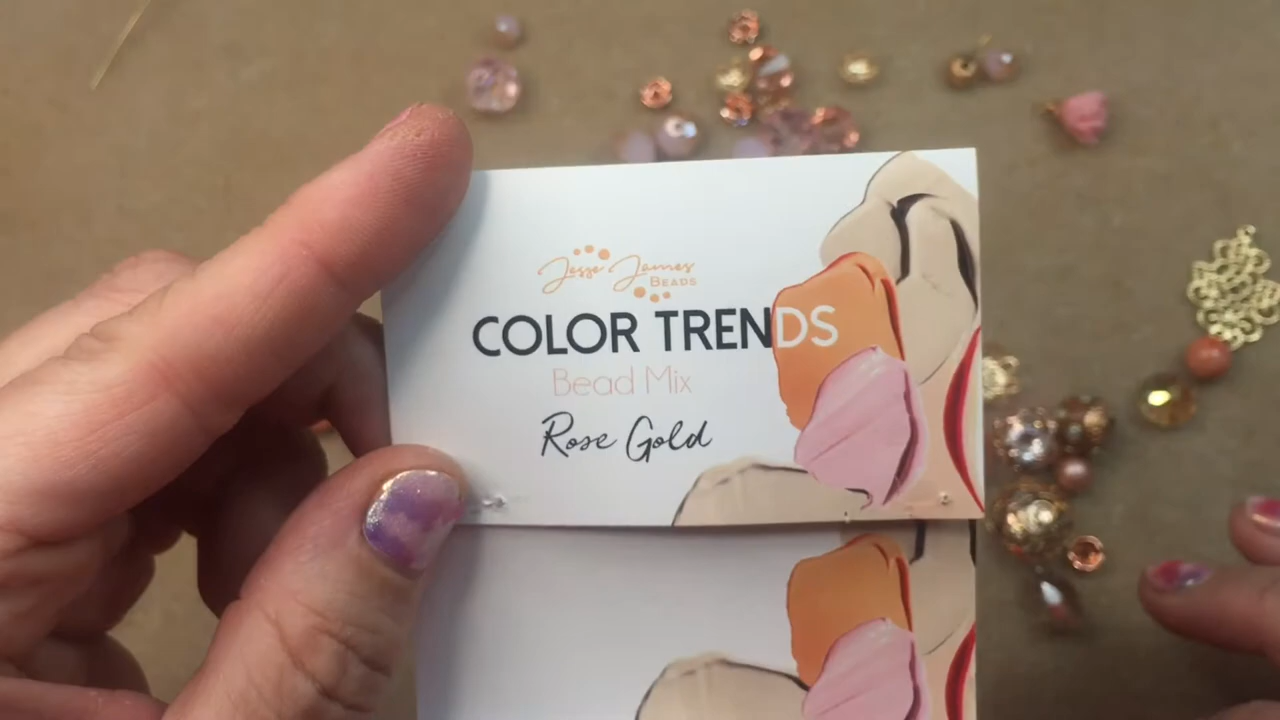 Jesse James
BEADS
COLOR TRENDS
Bead Mix
Rose Gold